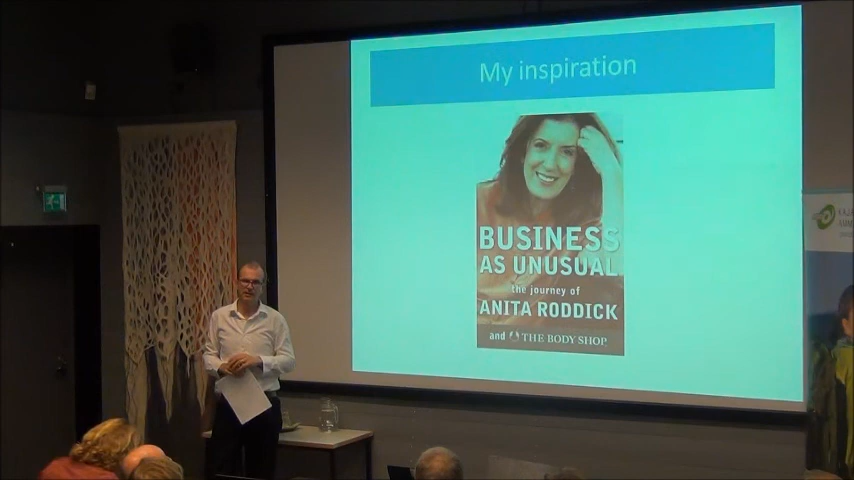 My inspiration
BUSINESS
AS UNUSUAL
the journey of
ANITA RODDICK
and THE BODY SHOP